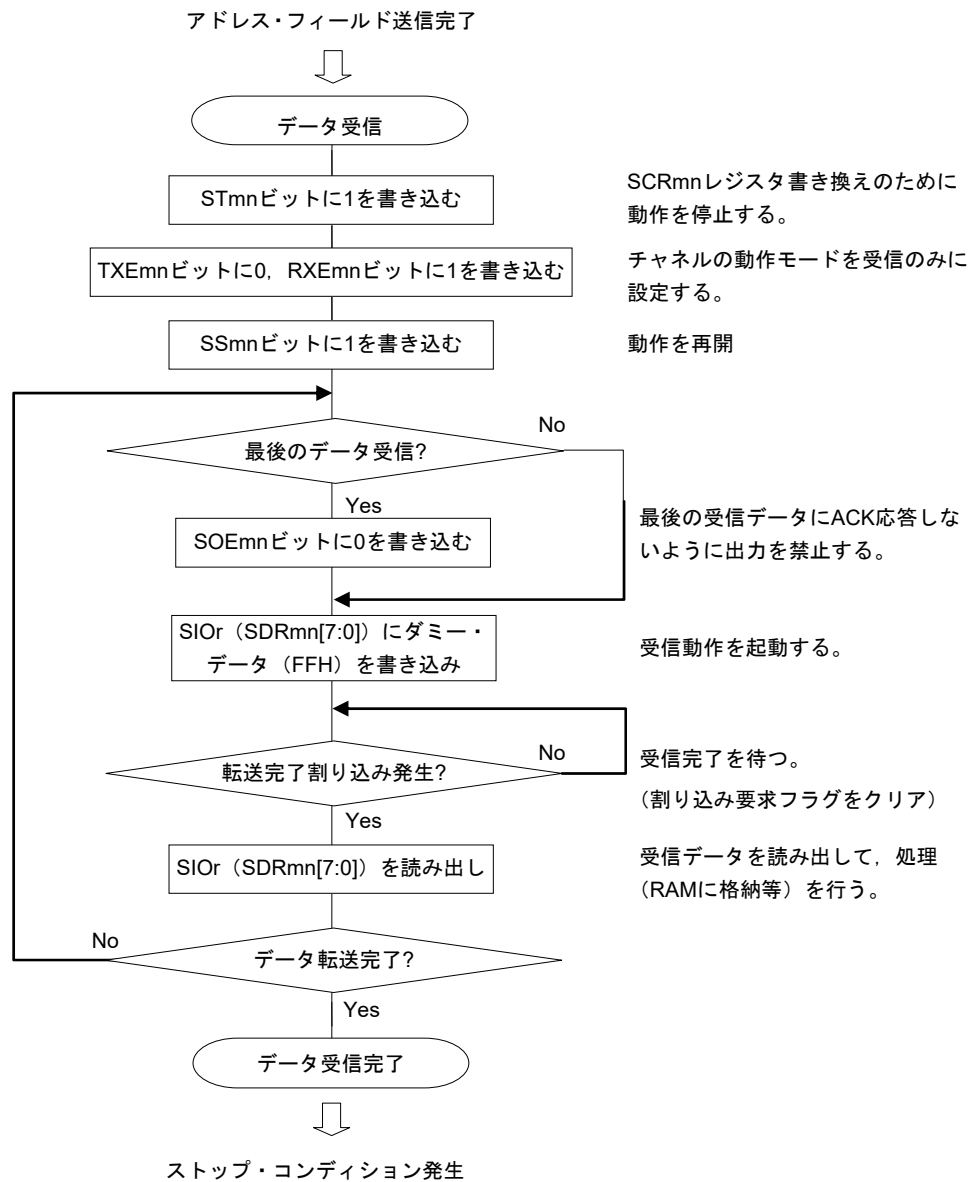 アドレス・フィールド送信完了
データ受信
STmnビットに1を書き込む
SCRmnレジスタ書き換えのために
動作を停止する。
TXEmnビットに0，RXEmnビットに1を書き込む
チャネルの動作モードを受信のみに
設定する。
SSmnビットに1を書き込む
動作を再開
最後のデータ受信?
No
Yes
SOEmnビットに0を書き込む
最後の受信データにACK応答しな
いように出力を禁止する。
SIOr（SDRmn[7:0]）にダミー・
データ（FFH）を書き込み
受信動作を起動する。
転送完了割り込み発生?
No
受信完了を待つ。
（割り込み要求フラグをクリア）
Yes
SIOr（SDRmn[7:0]）を読み出し
受信データを読み出して，処理
（RAMに格納等）を行う。
No
データ転送完了?
Yes
データ受信完了
ストップ・コンディション発生